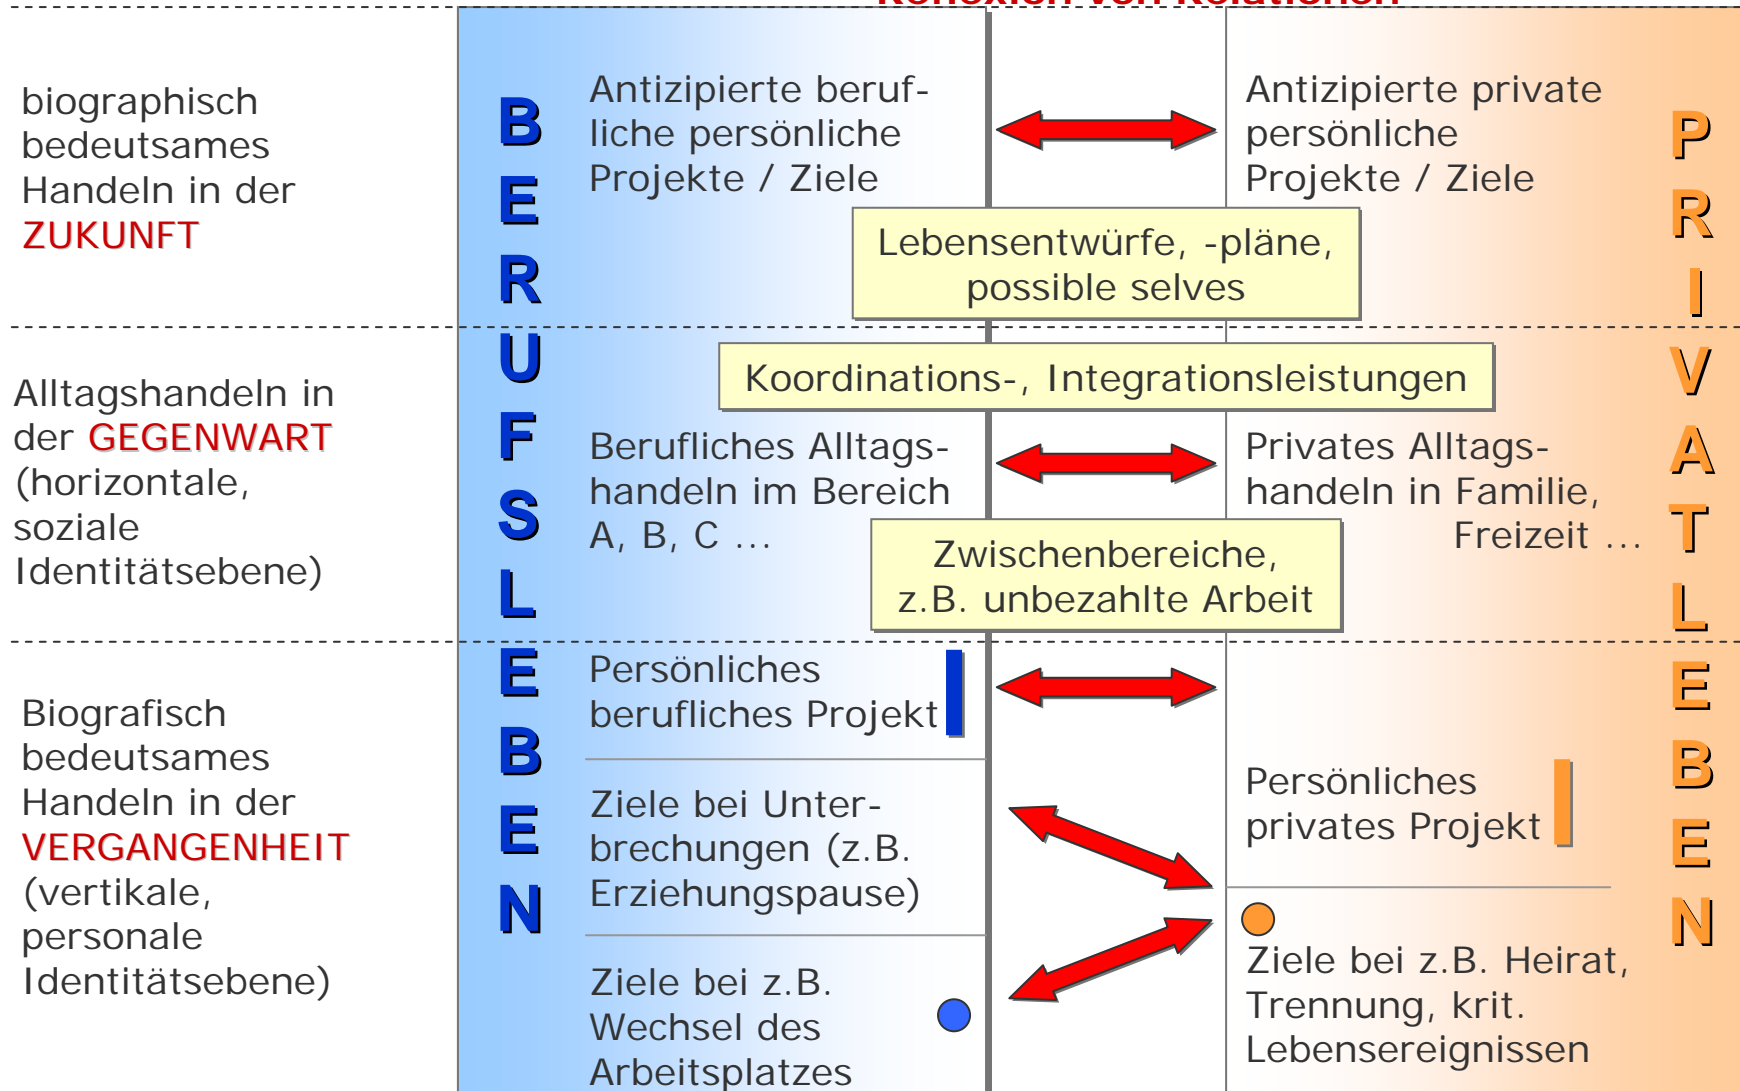 Reflexion von Relationen
biographisch
bedeutsames
Handeln in der
ZUKUNFT
BERUFSLEBEN
Antizipierte beruf-
liche persönliche
Projekte / Ziele
Antizipierte private
persönliche
Projekte / Ziele
PRIVATLEBEN
Lebensentwürfe, -pläne,
possible selves
Alltagshandeln in
der GEGENWART
(horizontale,
soziale
Identitätsebene)
Koordinations-, Integrationsleistungen
Berufliches Alltags-
handeln im Bereich
A, B, C ...
Privates Alltags-
handeln in Familie,
Freizeit ...
Zwischenbereiche,
z.B. unbezahlte Arbeit
Biografisch
bedeutsames
Handeln in der
VERGANGENHEIT
(vertikale,
personale
Identitätsebene)
Persönliches
berufliches Projekt
Ziele bei Unter-
brechungen (z.B.
Erziehungspause)
Ziele bei z.B.
Wechsel des
Arbeitsplatzes
Persönliches
privates Projekt
Ziele bei z.B. Heirat,
Trennung, krit.
Lebensereignissen